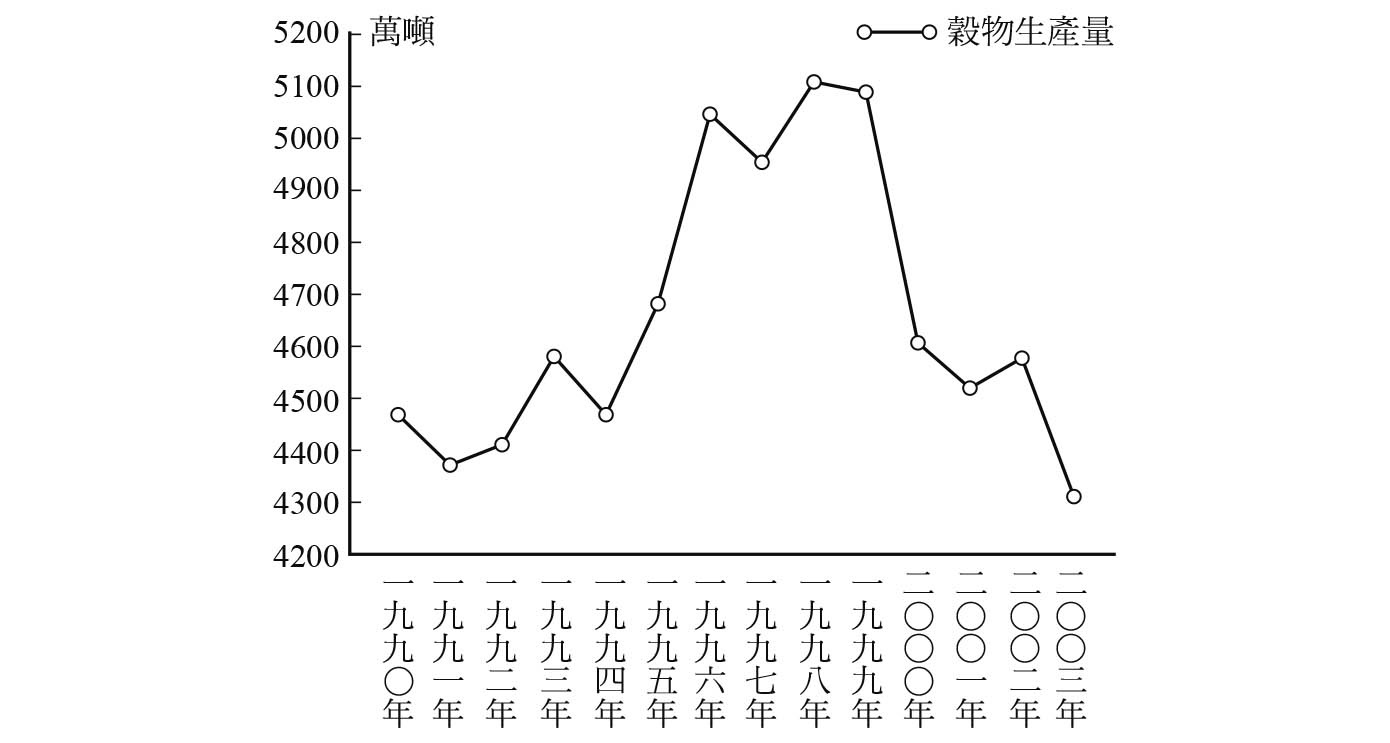 5200
萬噸
穀物生產量
5100
5000
4900
4800
4700
4600
4500
4400
4300
4200
一九九〇年
一九九一年
一九九二年
一九九三年
一九九四年
一九九五年
一九九六年
一九九七年
一九九八年
一九九九年
二〇〇〇年
二〇〇一年
二〇〇二年
二〇〇三年